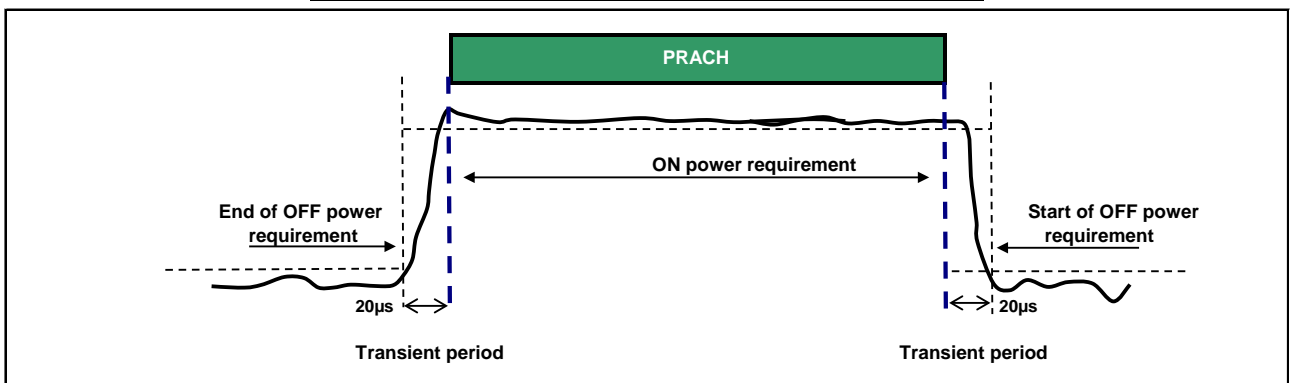 PRACH
ON power requirement
End of OFF power
requirement
Start of OFF power
requirement
20µs
20µs
Transient period
Transient period